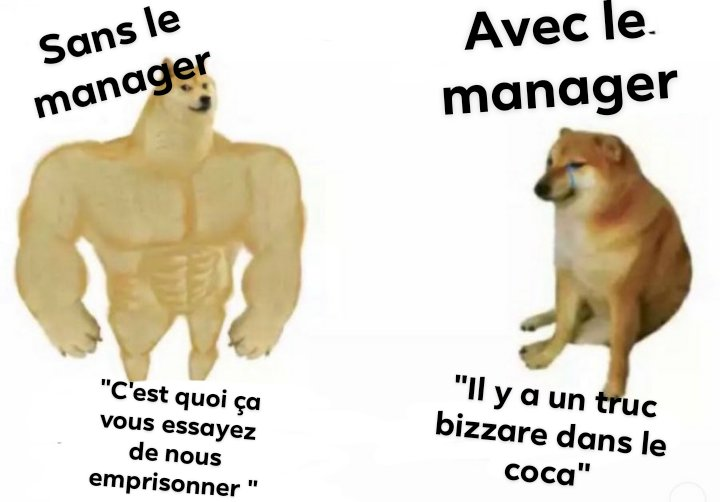 Sans le
manager
Avec le
manager
"C'est quoi ça
vous essayez
de nous
emprisonner "
"Il y a un truc
bizzare dans le
coca"